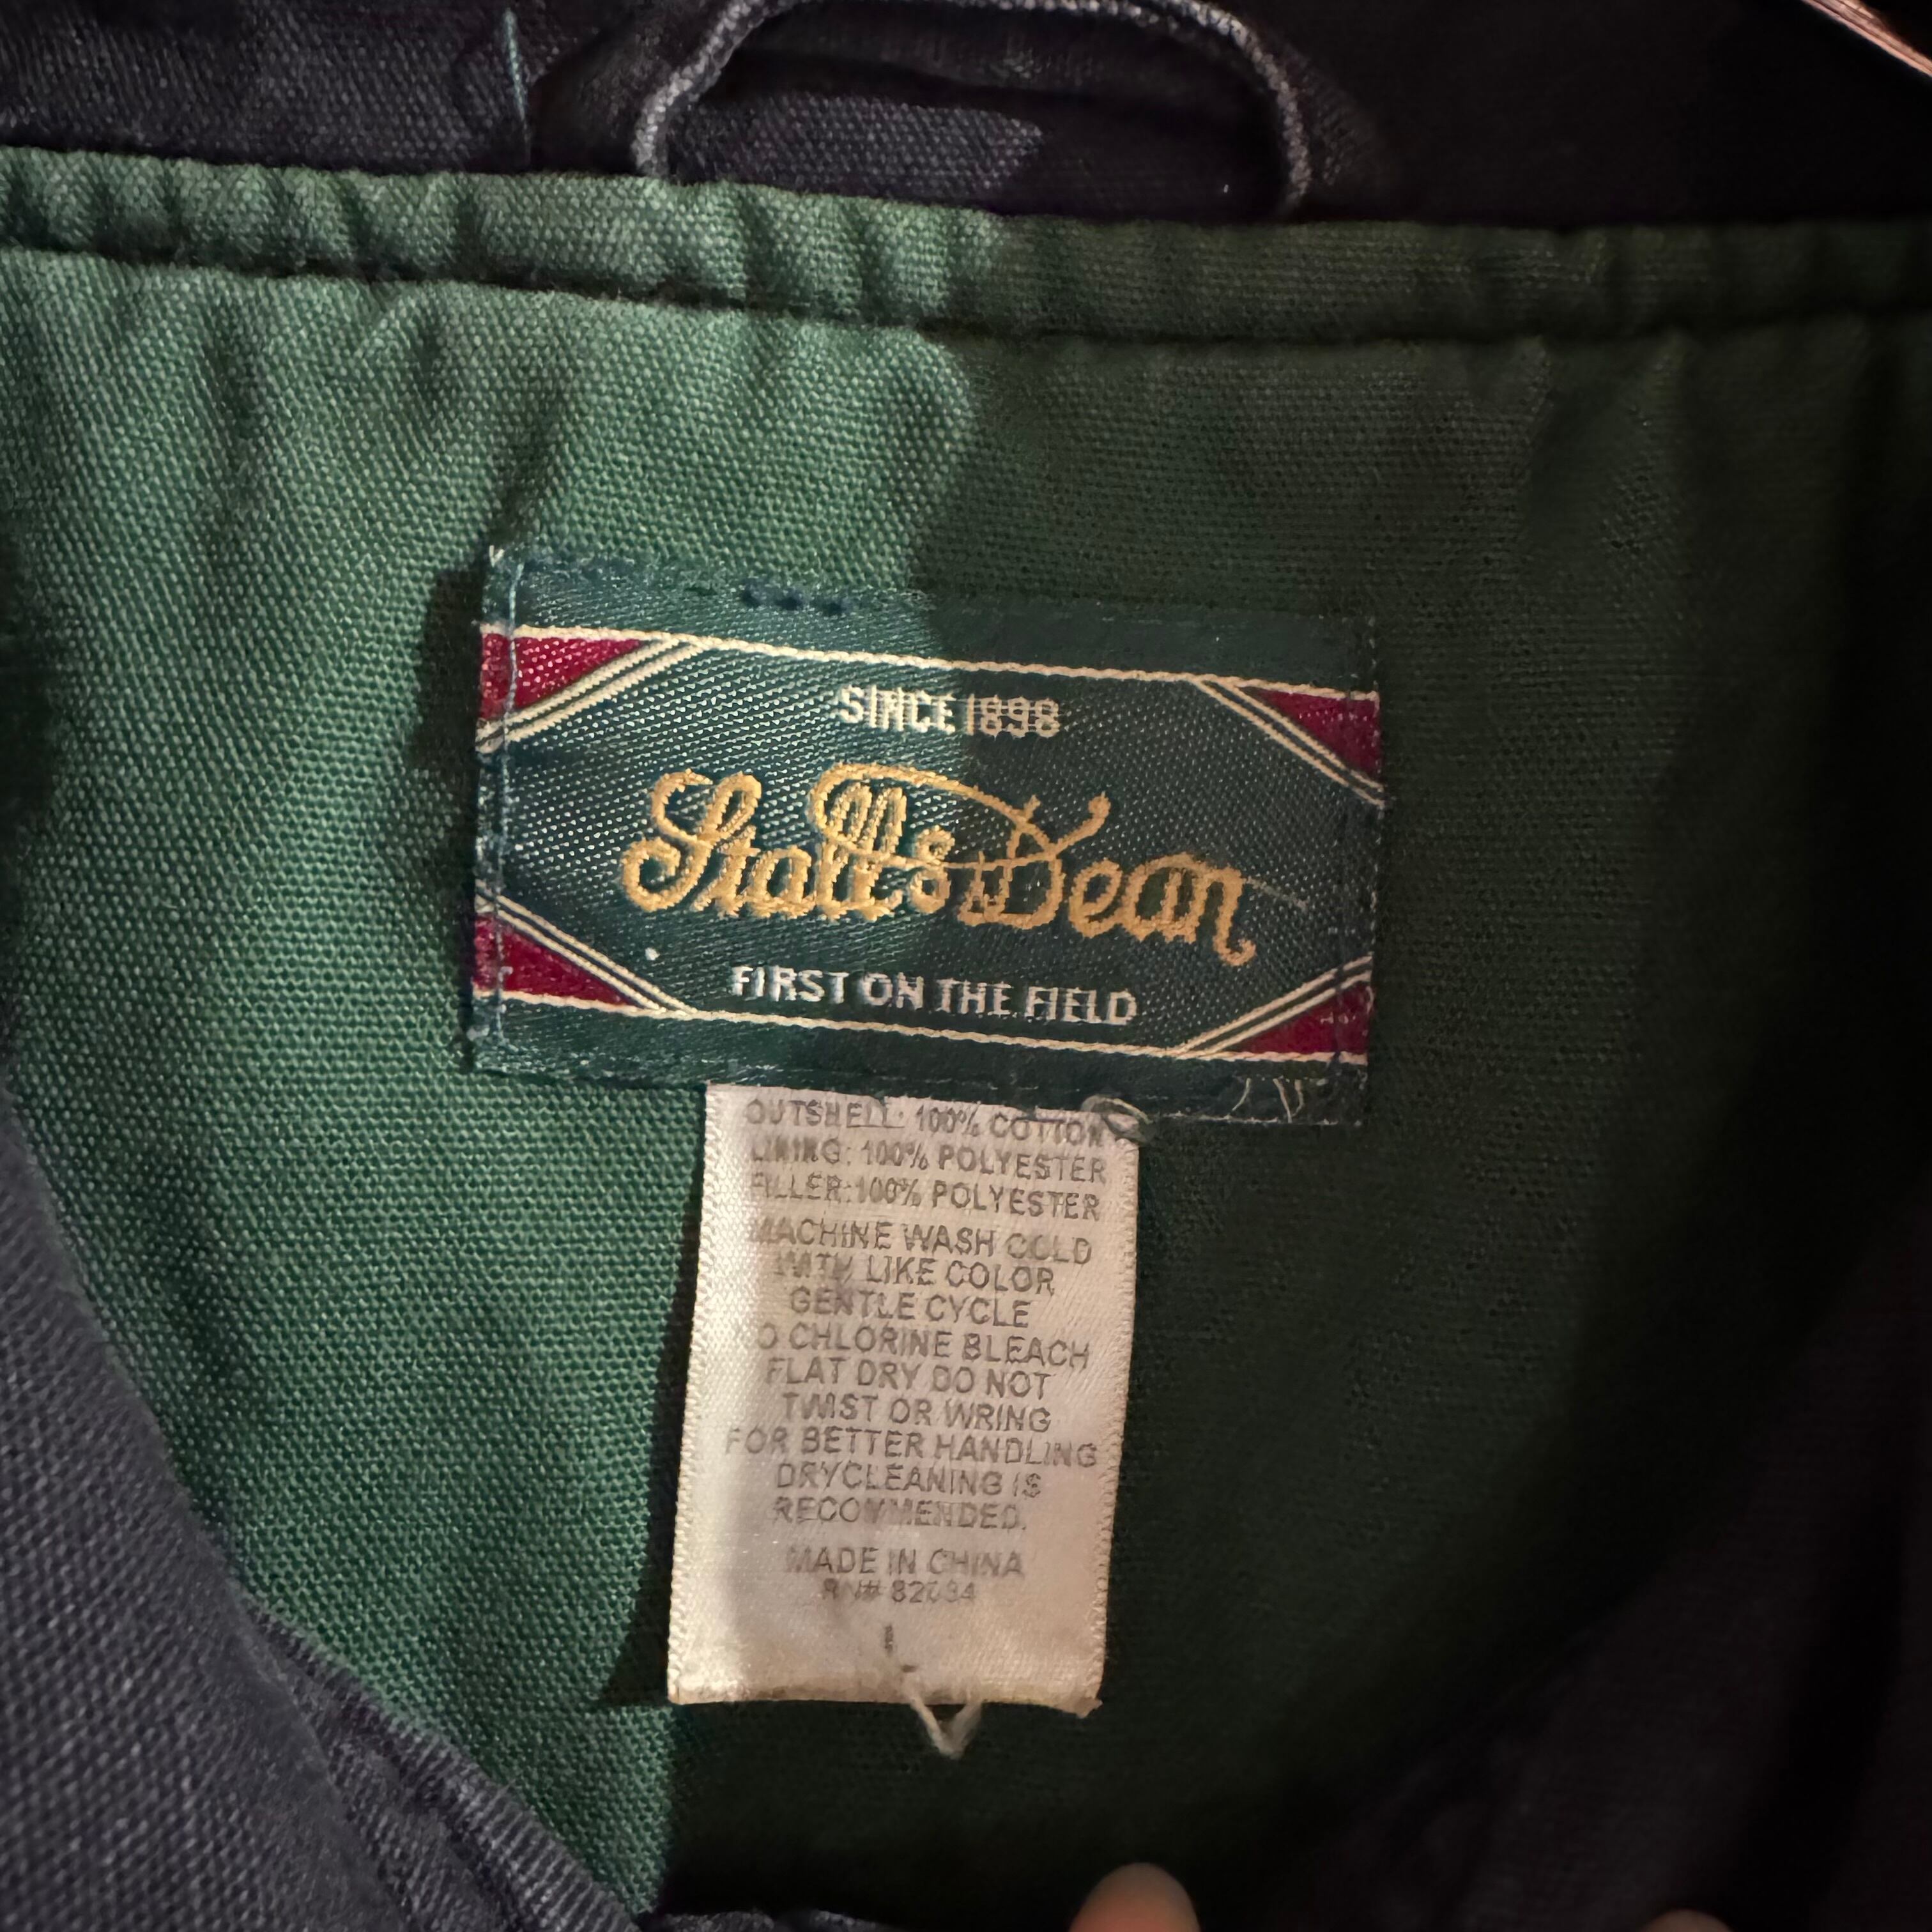 SINCE 1898
Stall & Dean
FIRST ON THE FIELD
OUTSHELL: 100% COTTON
LINING: 100% POLYESTER
FILLER: 100% POLYESTER
MACHINE WASH COLD
WITH LIKE COLOR
GENTLE CYCLE
O CHLORINE BLEACH
FLAT DRY DO NOT
TWIST OR WRING
FOR BETTER HANDLING
DRYCLEANING IS
RECOMMENDED.
MADE IN CHINA
RN#
L